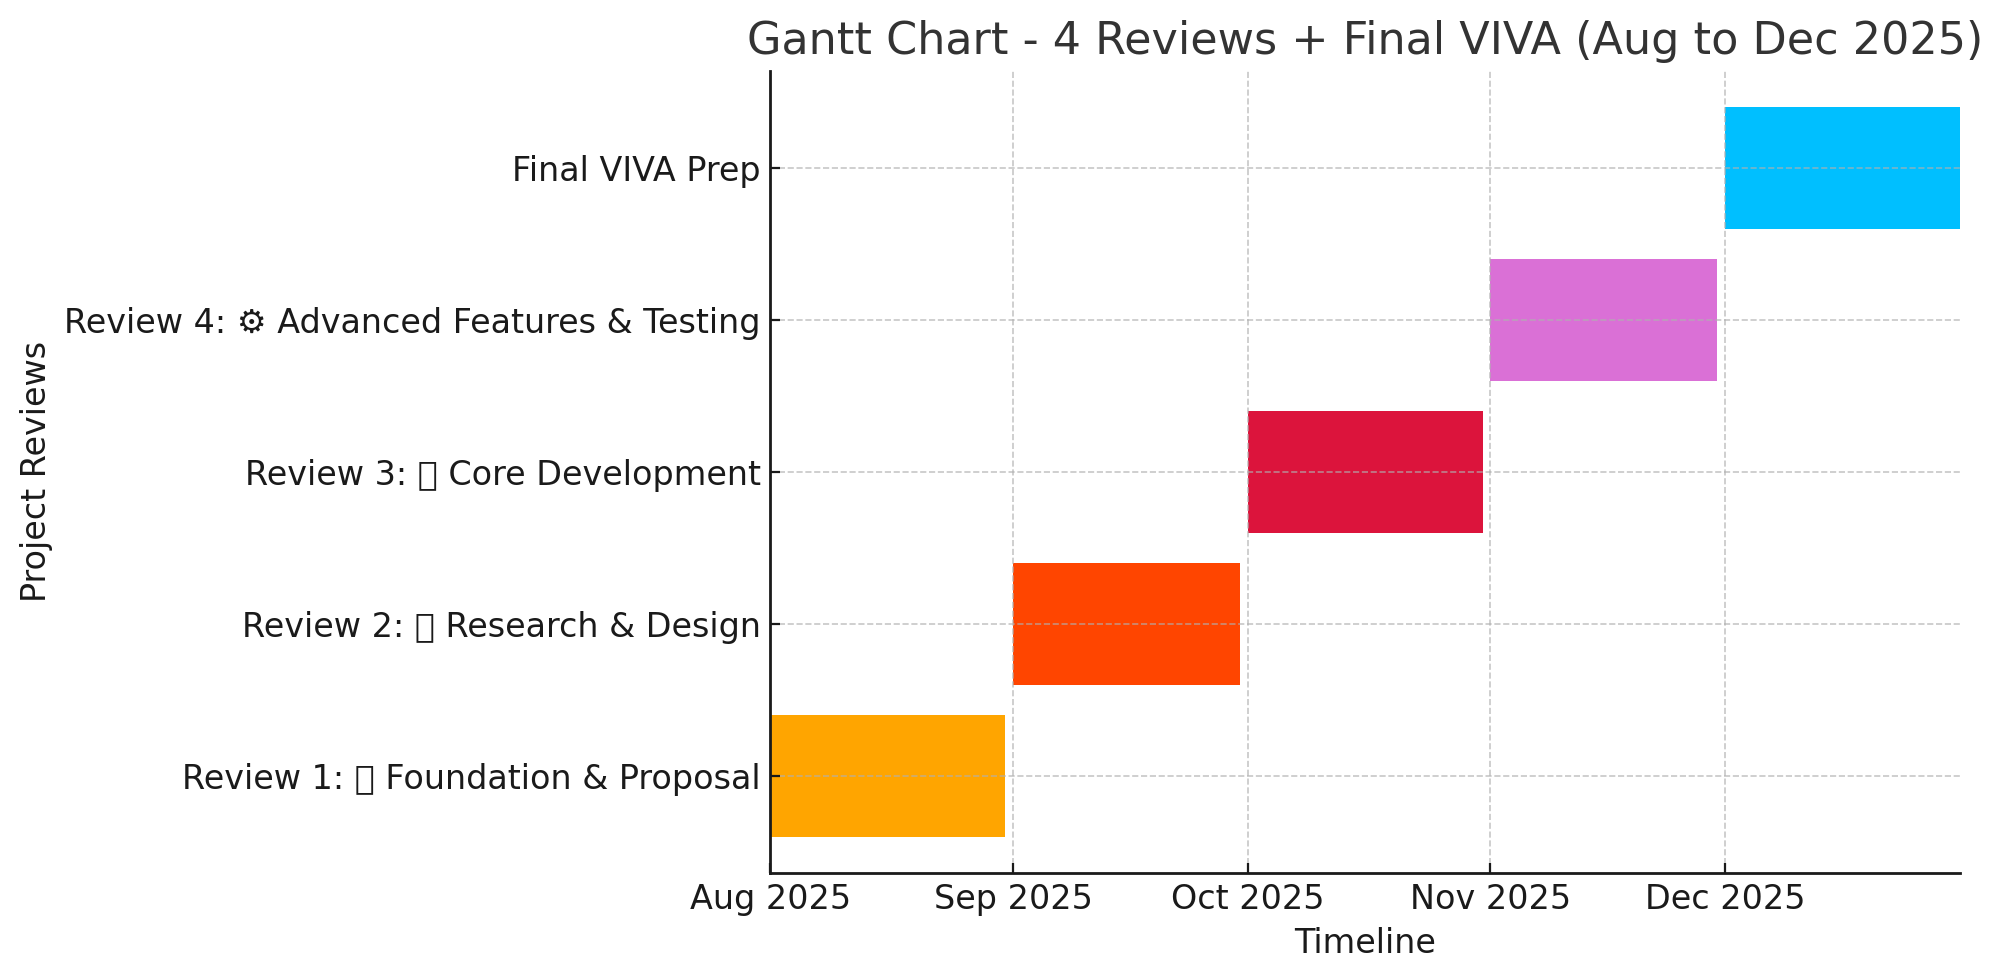 Gantt Chart - 4 Reviews + Final VIVA (Aug to Dec 2025)
Project Reviews
Final VIVA Prep
Review 4: ⚙ Advanced Features & Testing
Review 3: ▯ Core Development
Review 2: ▯ Research & Design
Review 1: ▯ Foundation & Proposal
Aug 2025 Sep 2025 Oct 2025 Nov 2025 Dec 2025
Timeline